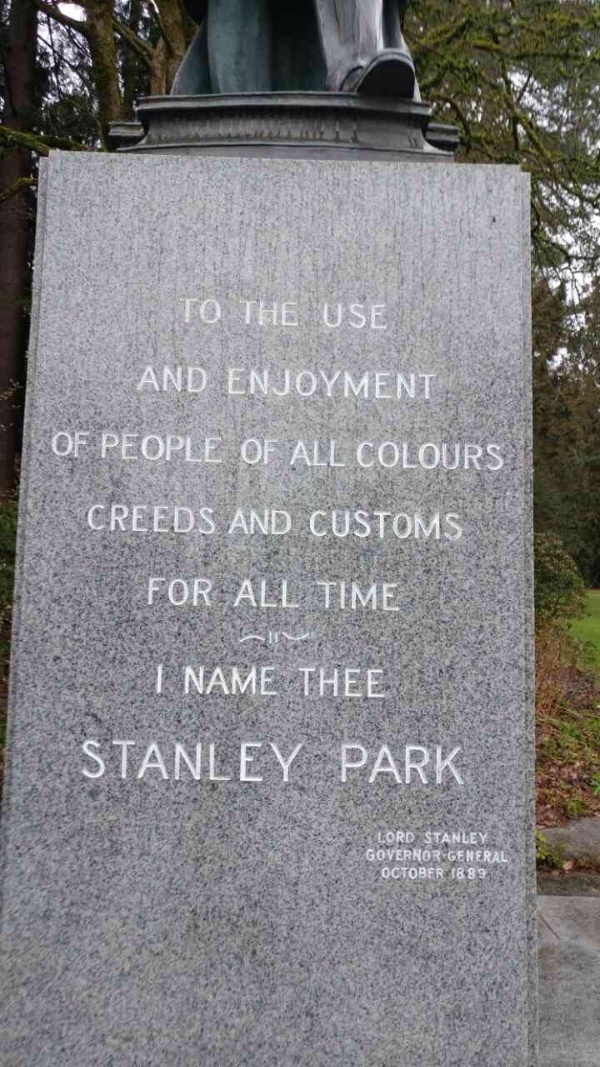 TO THE USE
AND ENJOYMENT
OF PEOPLE OF ALL COLOURS
CREEDS AND CUSTOMS
FOR ALL TIME
I NAME THEE
STANLEY PARK
LORD STANLEY
GOVERNOR-GENERAL
OCTOBER 1889